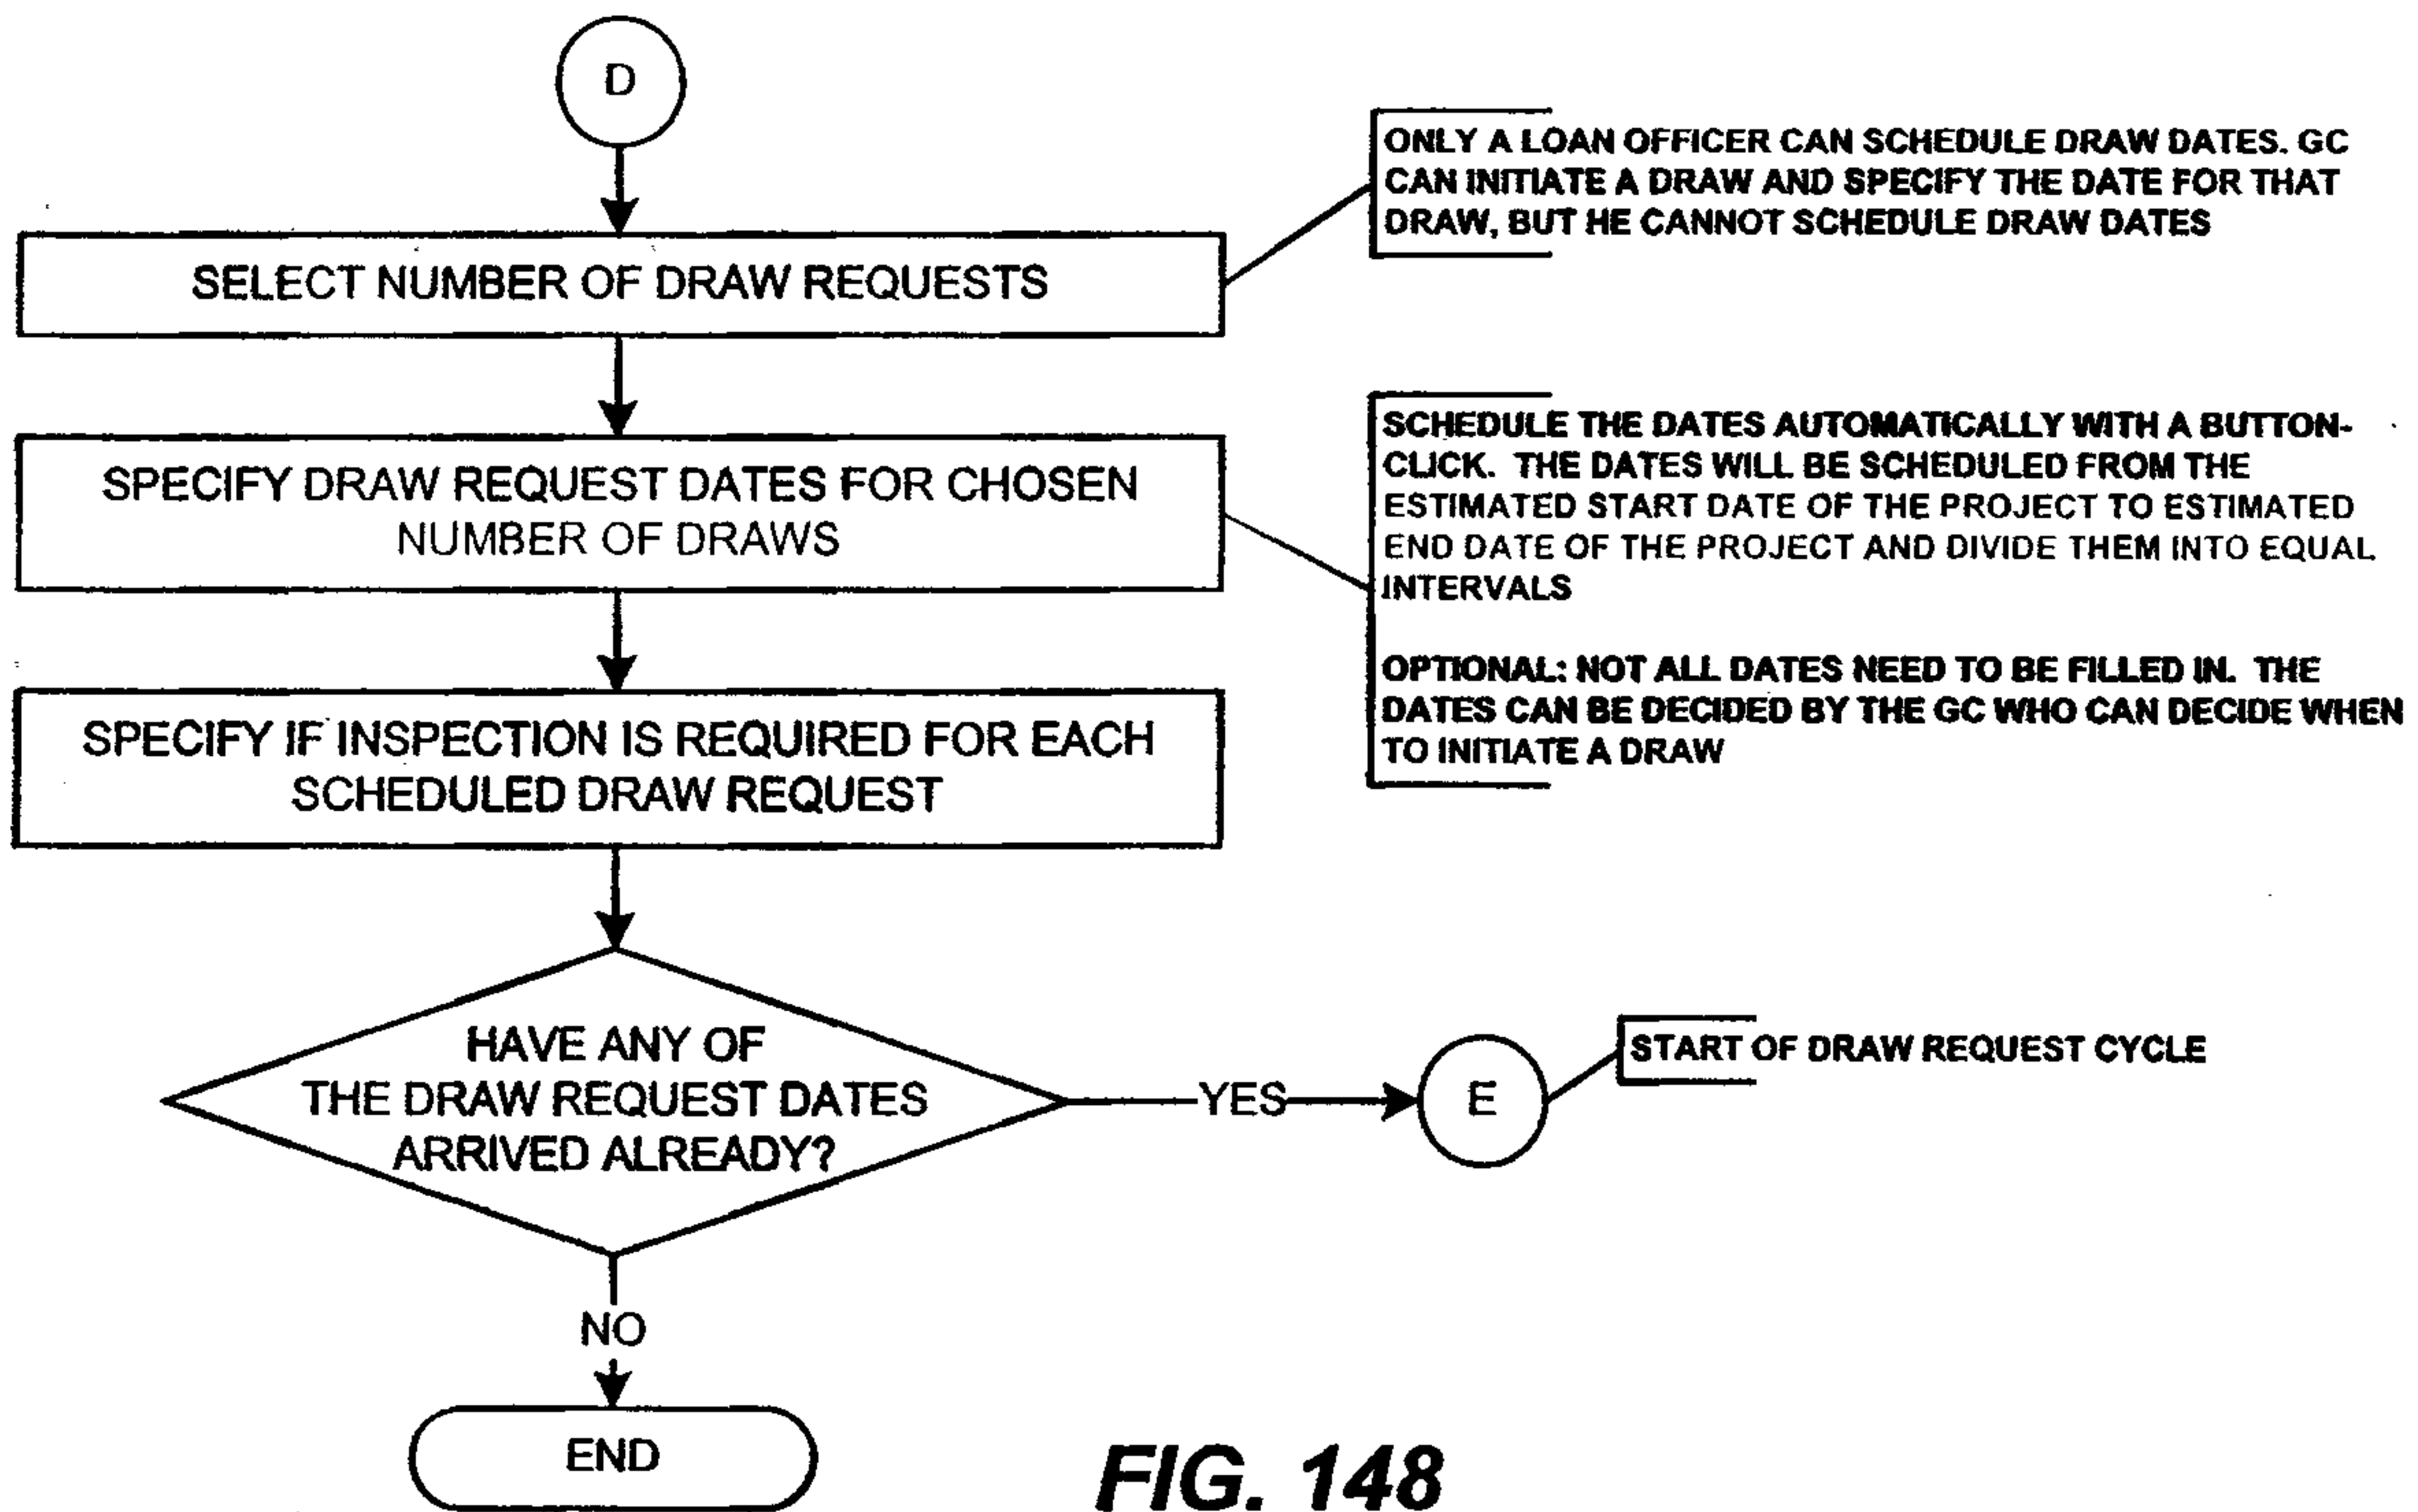 D
ONLY A LOAN OFFICER CAN SCHEDULE DRAW DATES. GC
CAN INITIATE A DRAW AND SPECIFY THE DATE FOR THAT
DRAW, BUT HE CANNOT SCHEDULE DRAW DATES
SELECT NUMBER OF DRAW REQUESTS
SPECIFY DRAW REQUEST DATES FOR CHOSEN
NUMBER OF DRAWS
SCHEDULE THE DATES AUTOMATICALLY WITH A BUTTON-
CLICK. THE DATES WILL BE SCHEDULED FROM THE
ESTIMATED START DATE OF THE PROJECT TO ESTIMATED
END DATE OF THE PROJECT AND DIVIDE THEM INTO EQUAL
INTERVALS
OPTIONAL: NOT ALL DATES NEED TO BE FILLED IN. THE
DATES CAN BE DECIDED BY THE GC WHO CAN DECIDE WHEN
TO INITIATE A DRAW
SPECIFY IF INSPECTION IS REQUIRED FOR EACH
SCHEDULED DRAW REQUEST
HAVE ANY OF
THE DRAW REQUEST DATES
ARRIVED ALREADY?
YES
E
START OF DRAW REQUEST CYCLE
NO
END
FIG. 148